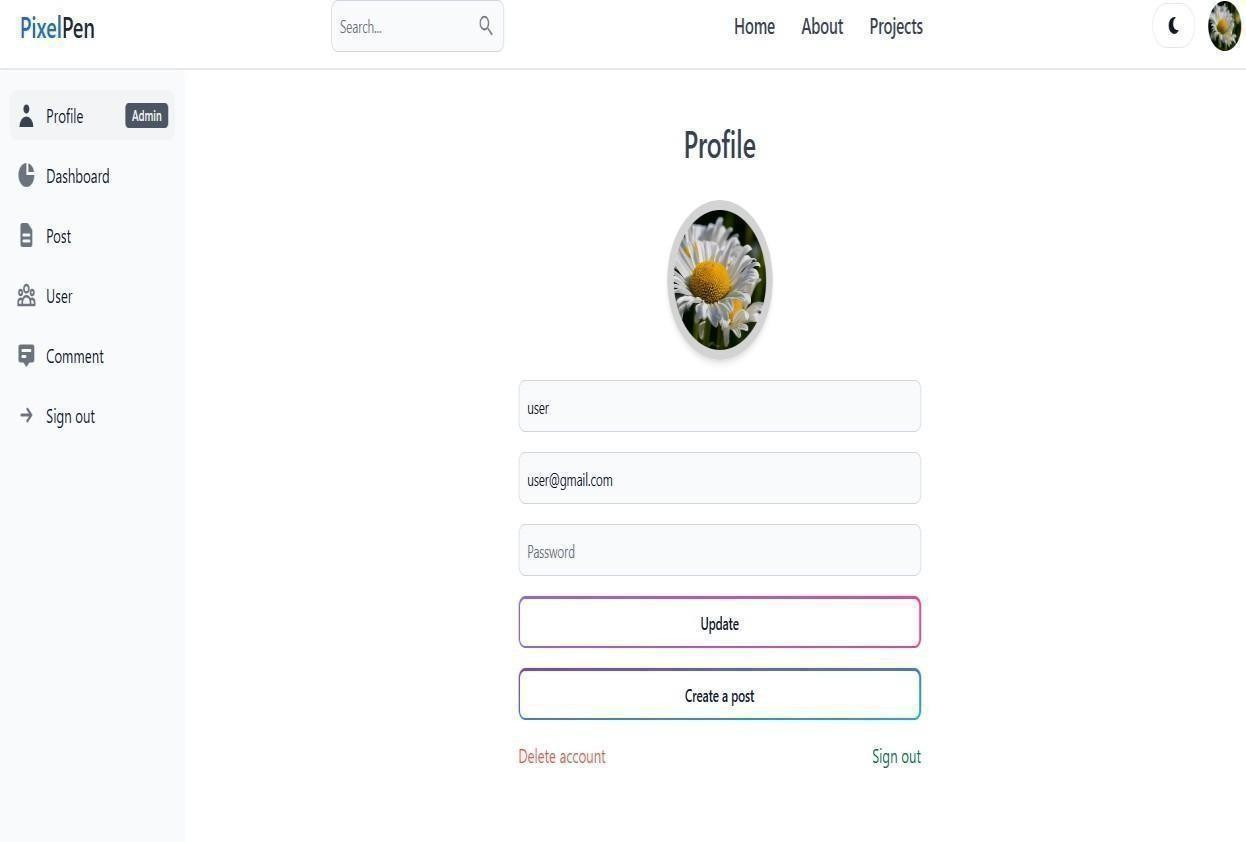 PixelPen
Search...
Home About Projects
Profile Admin
Dashboard
Post
User
Comment
Sign out
Profile
user
user@gmail.com
Password
Update
Create a post
Delete account Sign out